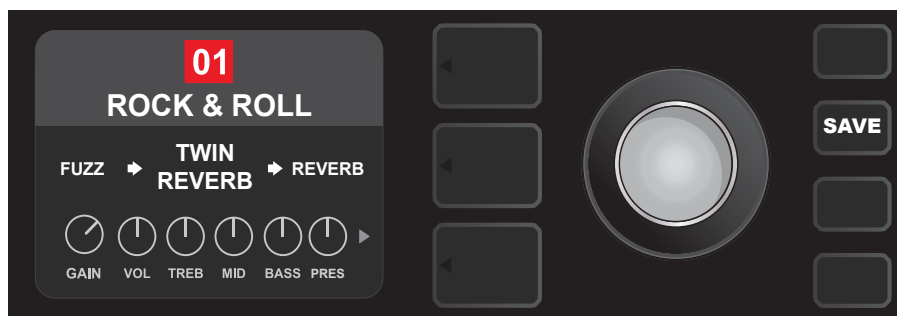 01
ROCK & ROLL
FUZZ TWIN REVERB REVERB
GAIN VOL TREB MID BASS PRES
SAVE